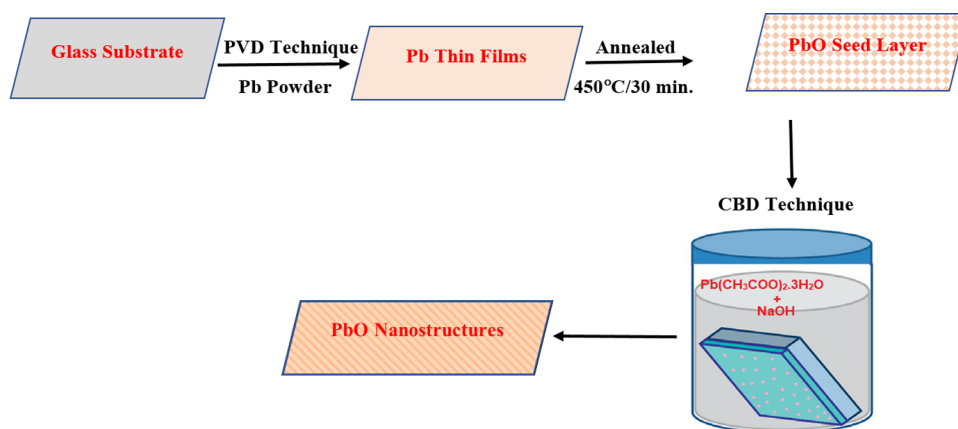 Glass Substrate
PVD Technique
Pb Powder
Pb Thin Films
Annealed
450°C/30 min.
PbO Seed Layer
CBD Technique
Pb(CH₃COO)₂.3H₂O
+
NaOH
PbO Nanostructures